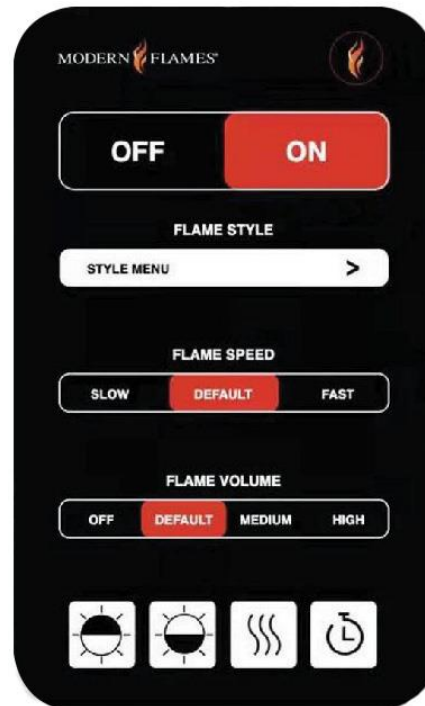 MODERN FLAMES®
OFF ON
FLAME STYLE
STYLE MENU >
FLAME SPEED
SLOW DEFAULT FAST
FLAME VOLUME
OFF DEFAULT MEDIUM HIGH